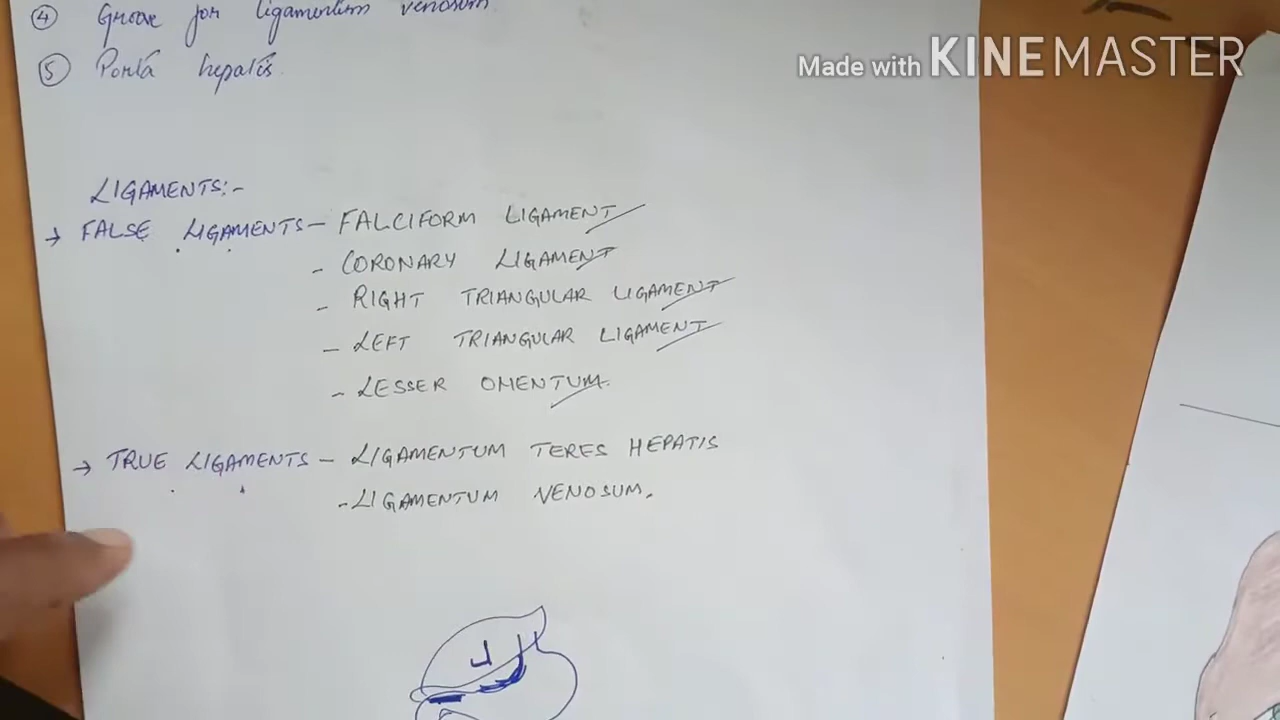 ④ Groove for ligamentum venosum
⑤ Porta hepatis
Made with KINEMASTER
LIGAMENTS:-
→ FALSE LIGAMENTS - FALCIFORM LIGAMENT
- CORONARY LIGAMENT
- RIGHT TRIANGULAR LIGAMENT
- LEFT TRIANGULAR LIGAMENT
- LESSER OMENTUM.
→ TRUE LIGAMENTS - LIGAMENTUM TERES HEPATIS
- LIGAMENTUM VENOSUM.